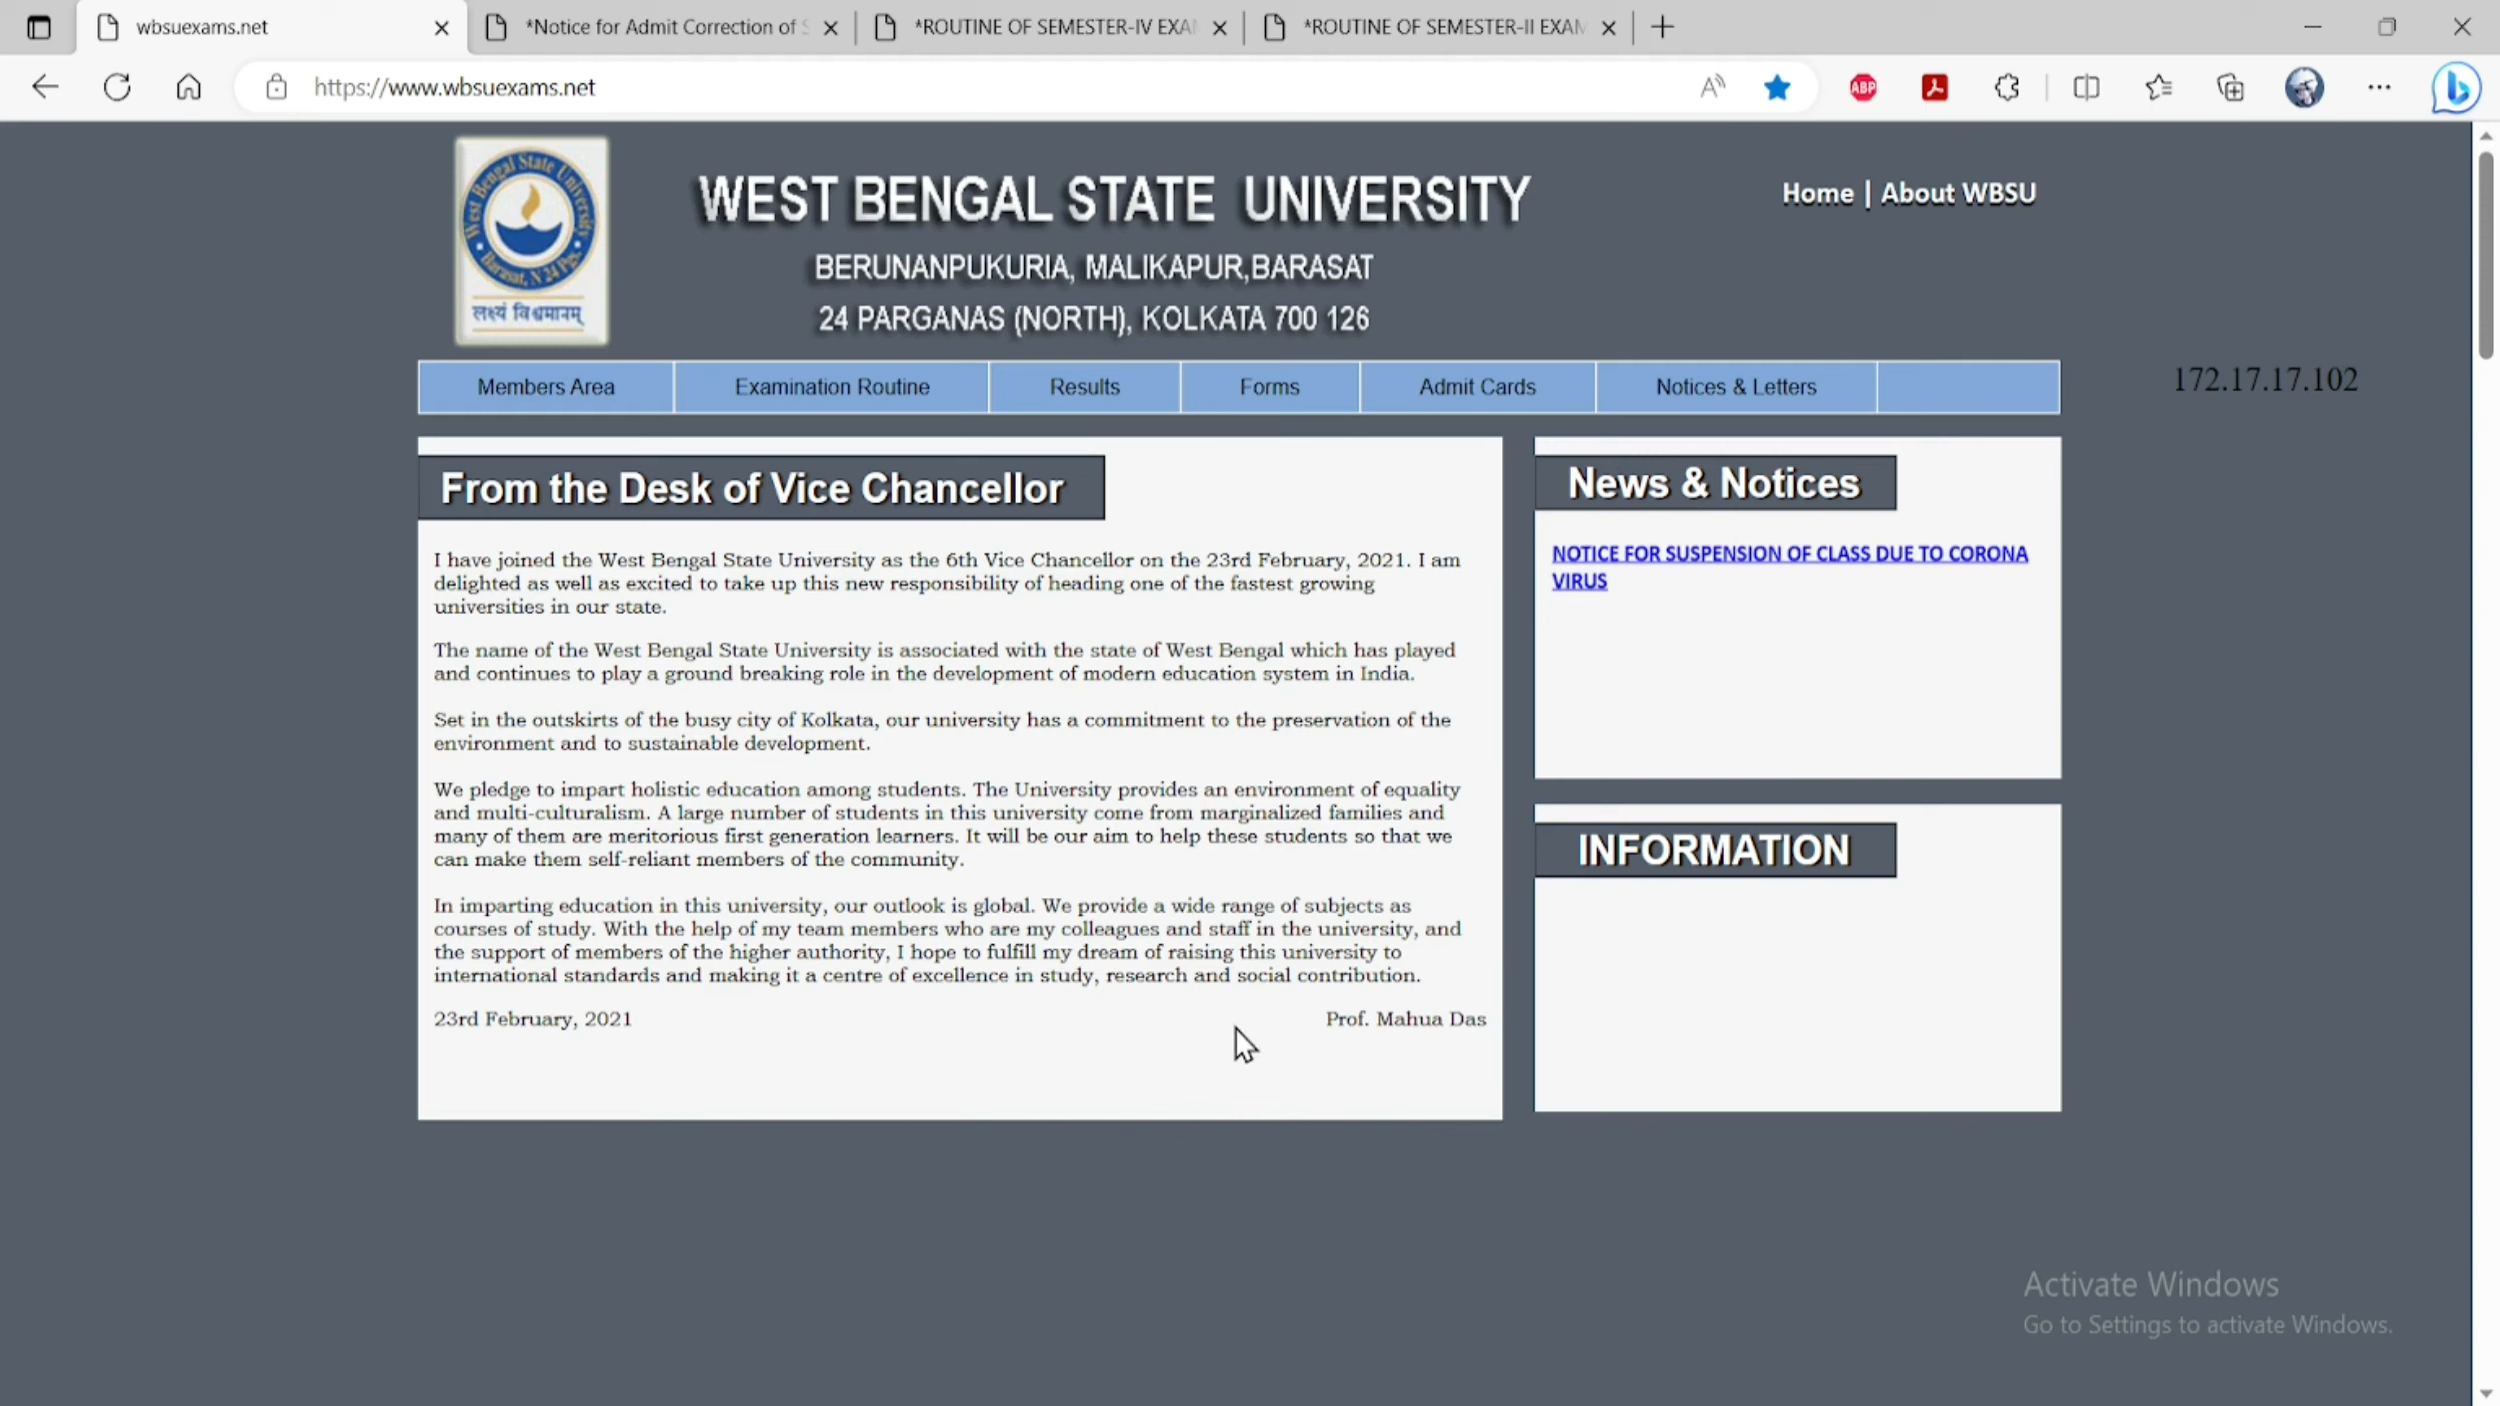 wbsuexams.net
*Notice for Admit Correction of
*ROUTINE OF SEMESTER-IV EXAM
*ROUTINE OF SEMESTER-II EXAM
https://www.wbsuexams.net
ABP
West Bengal State University
Barasat, N 24 Pgs.
WEST BENGAL STATE UNIVERSITY
Home | About WBSU
BERUNANPUKURIA, MALIKAPUR,BARASAT
24 PARGANAS (NORTH), KOLKATA 700 126
Members Area
Examination Routine
Results
Forms
Admit Cards
Notices & Letters
172.17.17.102
From the Desk of Vice Chancellor
I have joined the West Bengal State University as the 6th Vice Chancellor on the 23rd February, 2021. I am
delighted as well as excited to take up this new responsibility of heading one of the fastest growing
universities in our state.
The name of the West Bengal State University is associated with the state of West Bengal which has played
and continues to play a ground breaking role in the development of modern education system in India.
Set in the outskirts of the busy city of Kolkata, our university has a commitment to the preservation of the
environment and to sustainable development.
We pledge to impart holistic education among students. The University provides an environment of equality
and multi-culturalism. A large number of students in this university come from marginalized families and
many of them are meritorious first generation learners. It will be our aim to help these students so that we
can make them self-reliant members of the community.
In imparting education in this university, our outlook is global. We provide a wide range of subjects as
courses of study. With the help of my team members who are my colleagues and staff in the university, and
the support of members of the higher authority, I hope to fulfill my dream of raising this university to
international standards and making it a centre of excellence in study, research and social contribution.
23rd February, 2021
Prof. Mahua Das
News & Notices
NOTICE FOR SUSPENSION OF CLASS DUE TO CORONA
VIRUS
INFORMATION
Activate Windows
Go to Settings to activate Windows.